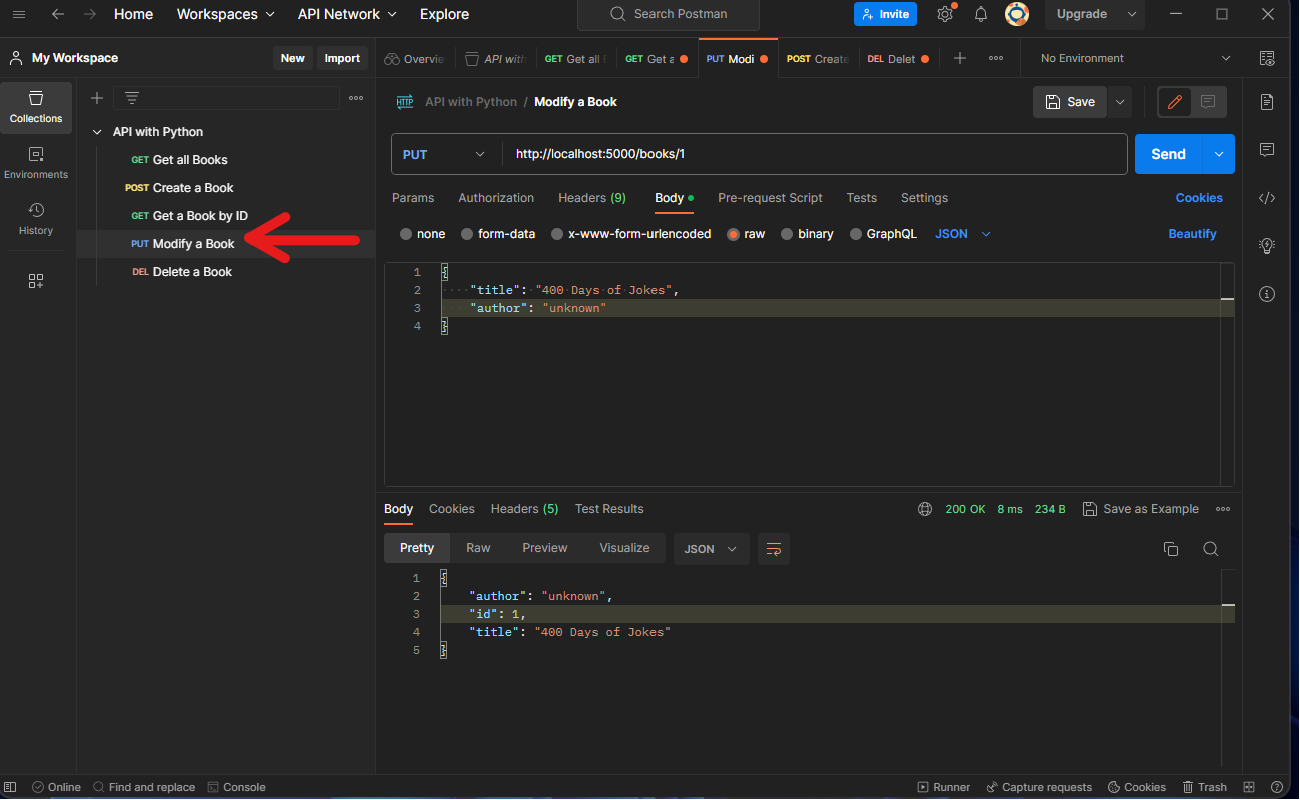 Home Workspaces API Network Explore Search Postman Invite Upgrade
My Workspace New Import
Overvie API with GET Get all GET Get a PUT Modi POST Create DEL Delet No Environment
Collections
Environments
History
API with Python
GET Get all Books
POST Create a Book
GET Get a Book by ID
PUT Modify a Book
DEL Delete a Book
HTTP API with Python / Modify a Book Save
PUT http://localhost:5000/books/1 Send
Params Authorization Headers (9) Body Pre-request Script Tests Settings Cookies
none form-data x-www-form-urlencoded raw binary GraphQL JSON Beautify
1 {
2 "title": "400 Days of Jokes",
3 "author": "unknown"
4 }
Body Cookies Headers (5) Test Results 200 OK 8 ms 234 B Save as Example
Pretty Raw Preview Visualize JSON
1 {
2 "author": "unknown",
3 "id": 1,
4 "title": "400 Days of Jokes"
5 }
Online Find and replace Console Runner Capture requests Cookies Trash